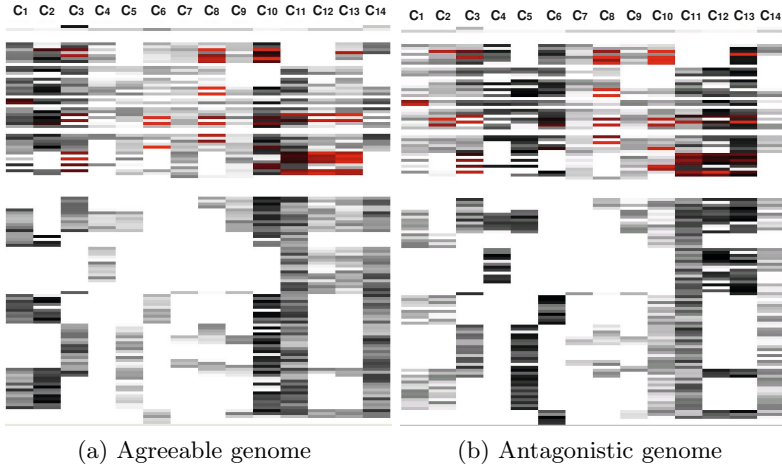 C1 C2 C3 C4 C5 C6 C7 C8 C9 C10 C11 C12 C13 C14
C1 C2 C3 C4 C5 C6 C7 C8 C9 C10 C11 C12 C13 C14
(a) Agreeable genome
(b) Antagonistic genome